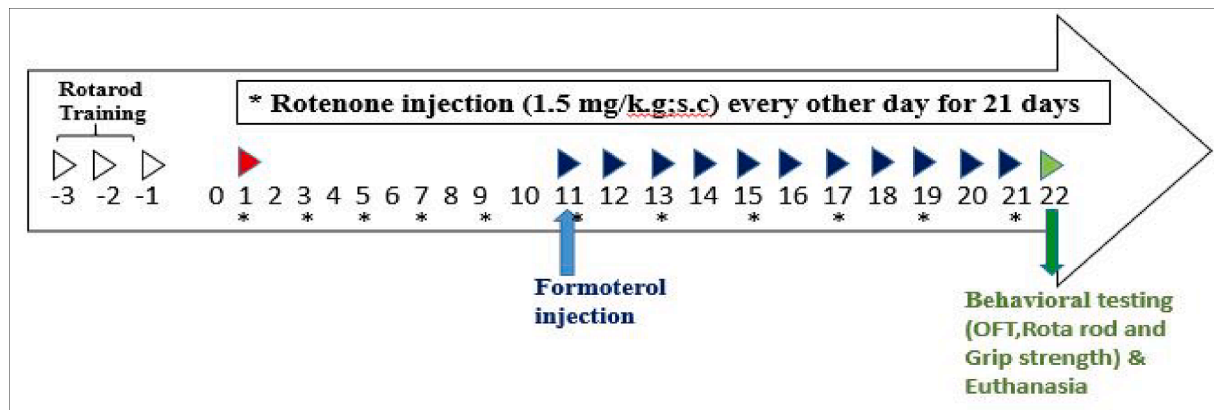 Rotarod
Training
* Rotenone injection (1.5 mg/k.g;s.c) every other day for 21 days
-3 -2 -1 0 1 2 3 4 5 6 7 8 9 10 11 12 13 14 15 16 17 18 19 20 21 22
* * * * * * * * * * *
Formoterol
injection
Behavioral testing
(OFT,Rota rod and
Grip strength) &
Euthanasia